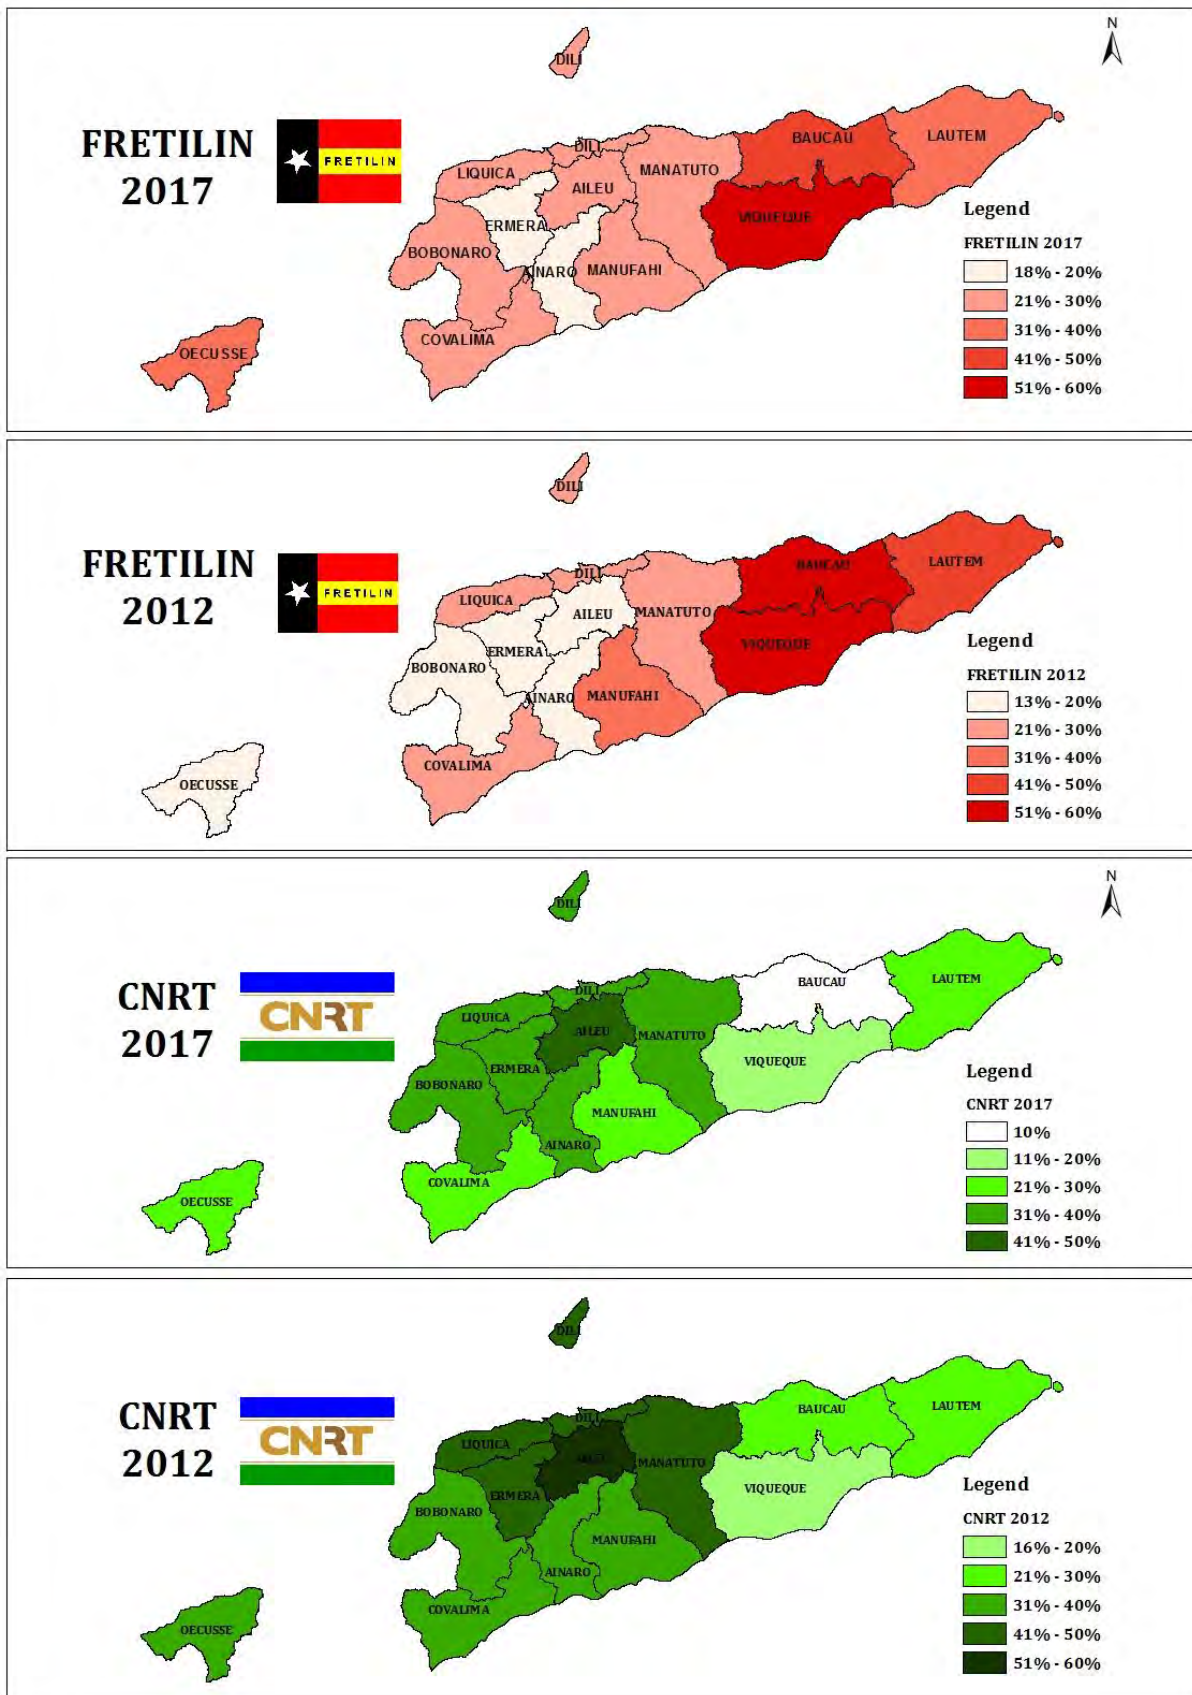 N
DILI
FRETILIN
2017
FRETILIN
BAUCAU
LAUTEM
DILI
MANATUTO
LIQUICA
AILEU
VIQUEQUE
ERMERA
BOBONARO
AINARO
MANUFAHI
COVALIMA
OECUSSE
Legend
FRETILIN 2017
18% - 20%
21% - 30%
31% - 40%
41% - 50%
51% - 60%
DILI
FRETILIN
2012
FRETILIN
BAUCAU
LAUTEM
DILI
LIQUICA
AILEU
MANATUTO
VIQUEQUE
ERMERA
BOBONARO
AINARO
MANUFAHI
COVALIMA
OECUSSE
Legend
FRETILIN 2012
13% - 20%
21% - 30%
31% - 40%
41% - 50%
51% - 60%
N
DILI
CNRT
2017
CNRT
BAUCAU
LAUTEM
DILI
LIQUICA
AILEU
MANATUTO
VIQUEQUE
ERMERA
BOBONARO
MANUFAHI
AINARO
COVALIMA
OECUSSE
Legend
CNRT 2017
10%
11% - 20%
21% - 30%
31% - 40%
41% - 50%
DILI
CNRT
2012
CNRT
BAUCAU
LAUTEM
DILI
LIQUICA
MANATUTO
VIQUEQUE
ERMERA
BOBONARO
MANUFAHI
AINARO
COVALIMA
OECUSSE
Legend
CNRT 2012
16% - 20%
21% - 30%
31% - 40%
41% - 50%
51% - 60%